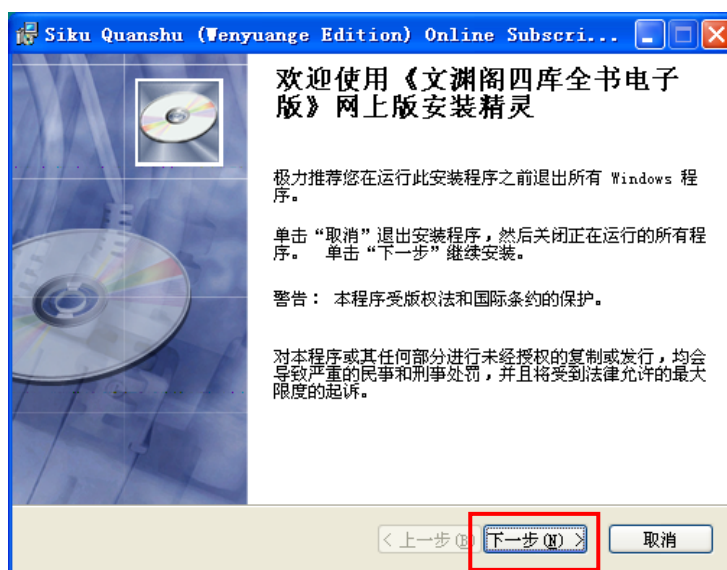 Siku Quanshu (Wenyuange Edition) Online Subscri...
欢迎使用《文渊阁四库全书电子
版》网上版安装精灵
极力推荐您在运行此安装程序之前退出所有 Windows 程
序。
单击“取消”退出安装程序，然后关闭正在运行的所有程
序。 单击“下一步”继续安装。
警告： 本程序受版权法和国际条约的保护。
对本程序或其任何部分进行未经授权的复制或发行，均会
导致严重的民事和刑事处罚，并且将受到法律允许的最大
限度的起诉。
< 上一步(B) 下一步(N) > 取消